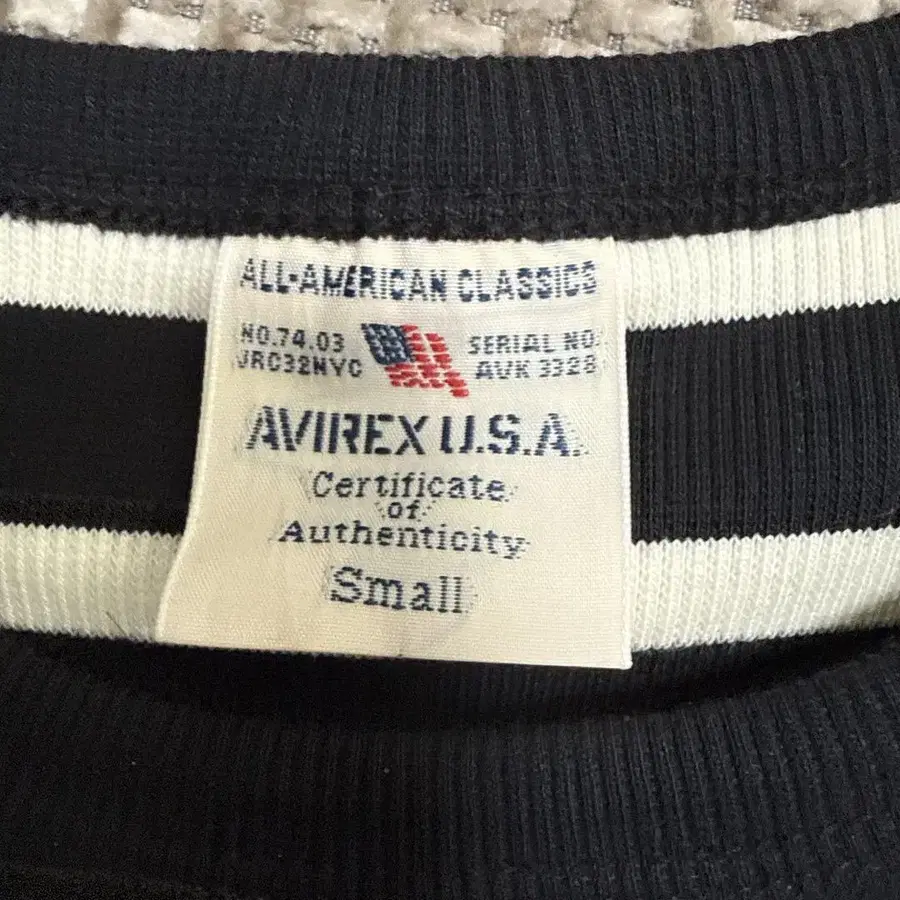 ALL-AMERICAN CLASSICS
NO.74.03 SERIAL NO.
JRC32NYC AVK 3328
AVIREX U.S.A.
Certificate
of
Authenticity
Small